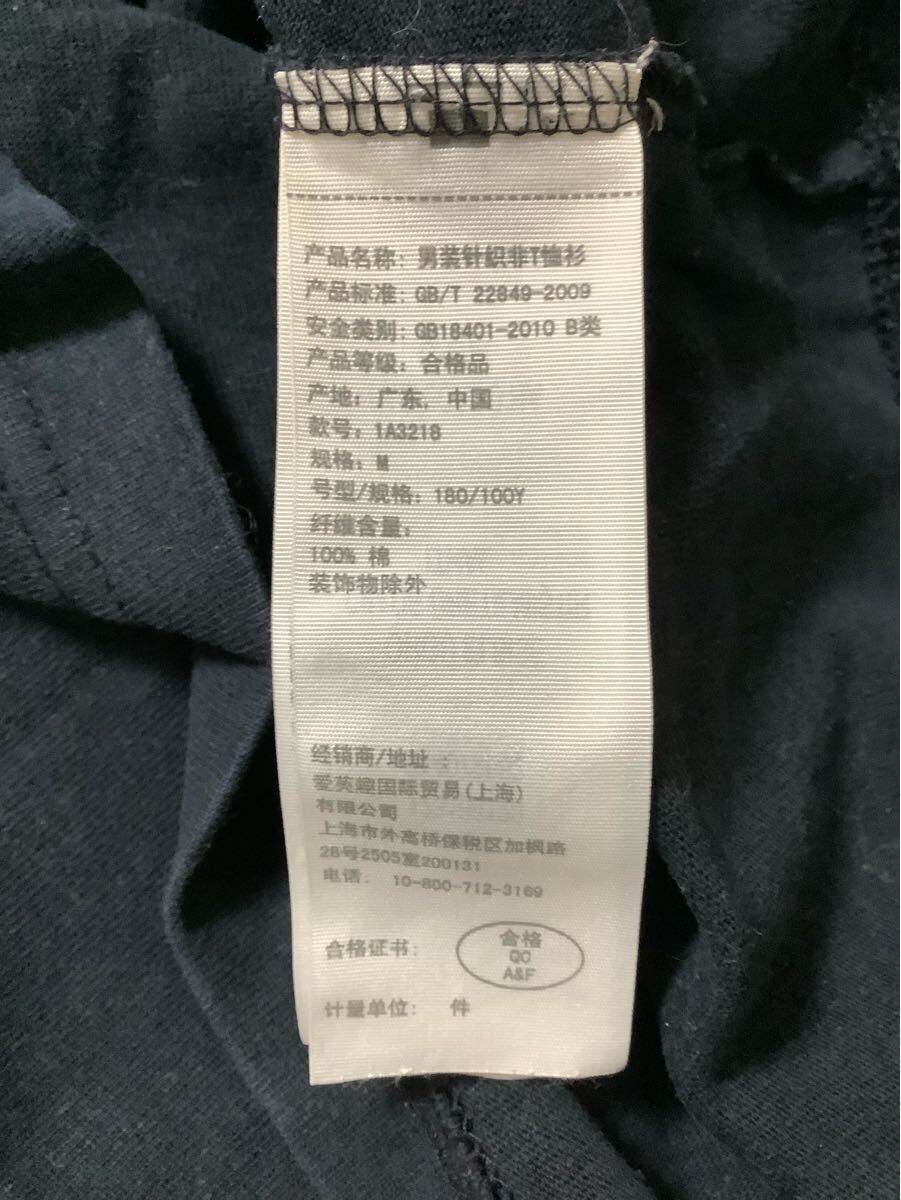 产品名称: 男装针织非T恤衫
产品标准: GB/T 22849-2009
安全类别: GB18401-2010 B类
产品等级: 合格品
产地: 广东, 中国
款号: 1A3218
规格: M
号型/规格: 180/100Y
纤维含量:
100% 棉
装饰物除外
经销商/地址 :
爱英趣国际贸易(上海)
有限公司
上海市外高桥保税区加枫路
28号2505室200131
电话: 10-800-712-3169
合格证书:
合格
QC
A&F
计量单位: 件